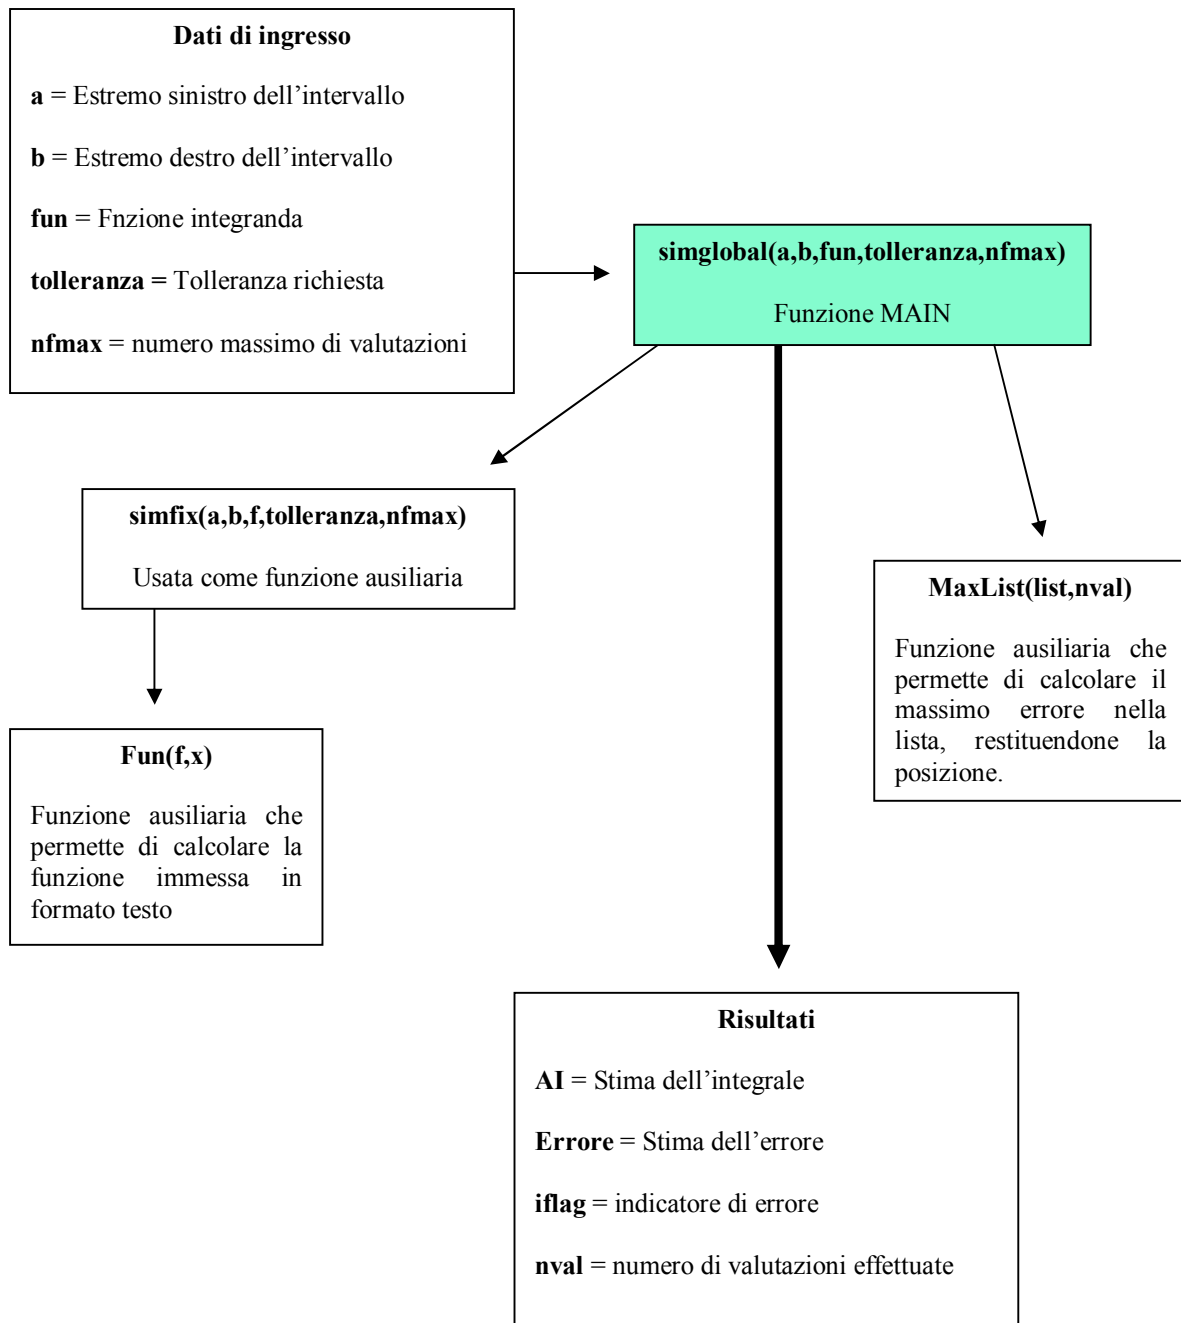 Dati di ingresso
a = Estremo sinistro dell’intervallo
b = Estremo destro dell’intervallo
fun = Fnzione integranda
tolleranza = Tolleranza richiesta
nfmax = numero massimo di valutazioni
simglobal(a,b,fun,tolleranza,nfmax)
Funzione MAIN
simfix(a,b,f,tolleranza,nfmax)
Usata come funzione ausiliaria
MaxList(list,nval)
Funzione ausiliaria che
permette di calcolare il
massimo errore nella
lista, restituendone la
posizione.
Fun(f,x)
Funzione ausiliaria che
permette di calcolare la
funzione immessa in
formato testo
Risultati
AI = Stima dell’integrale
Errore = Stima dell’errore
iflag = indicatore di errore
nval = numero di valutazioni effettuate